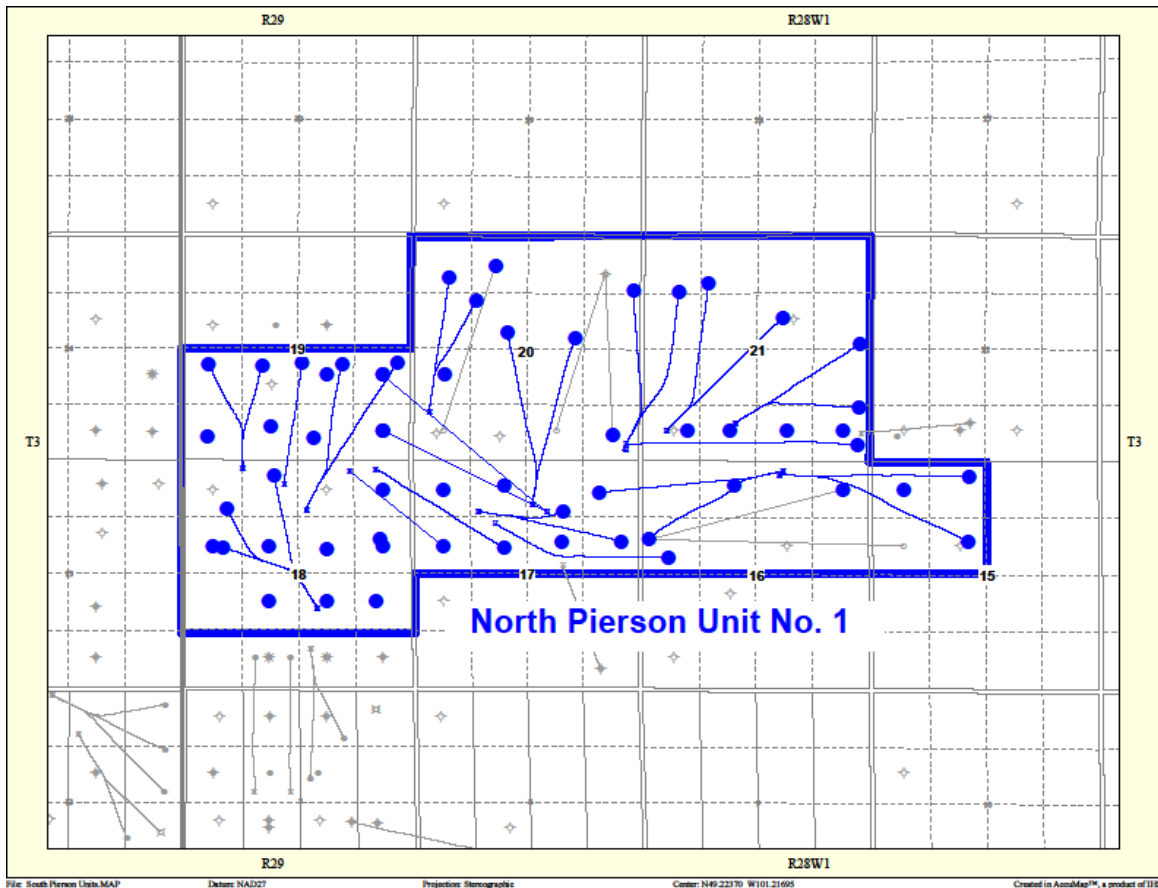 R29 R28W1
19 20 21
T3 T3
18 17 16 15
North Pierson Unit No. 1
R29 R28W1
File: South Pierson Units.MAP Datum: NAD27 Projection: Stereographic Center: N49.22370 W101.21695 Created in AccuMap™, a product of IHS